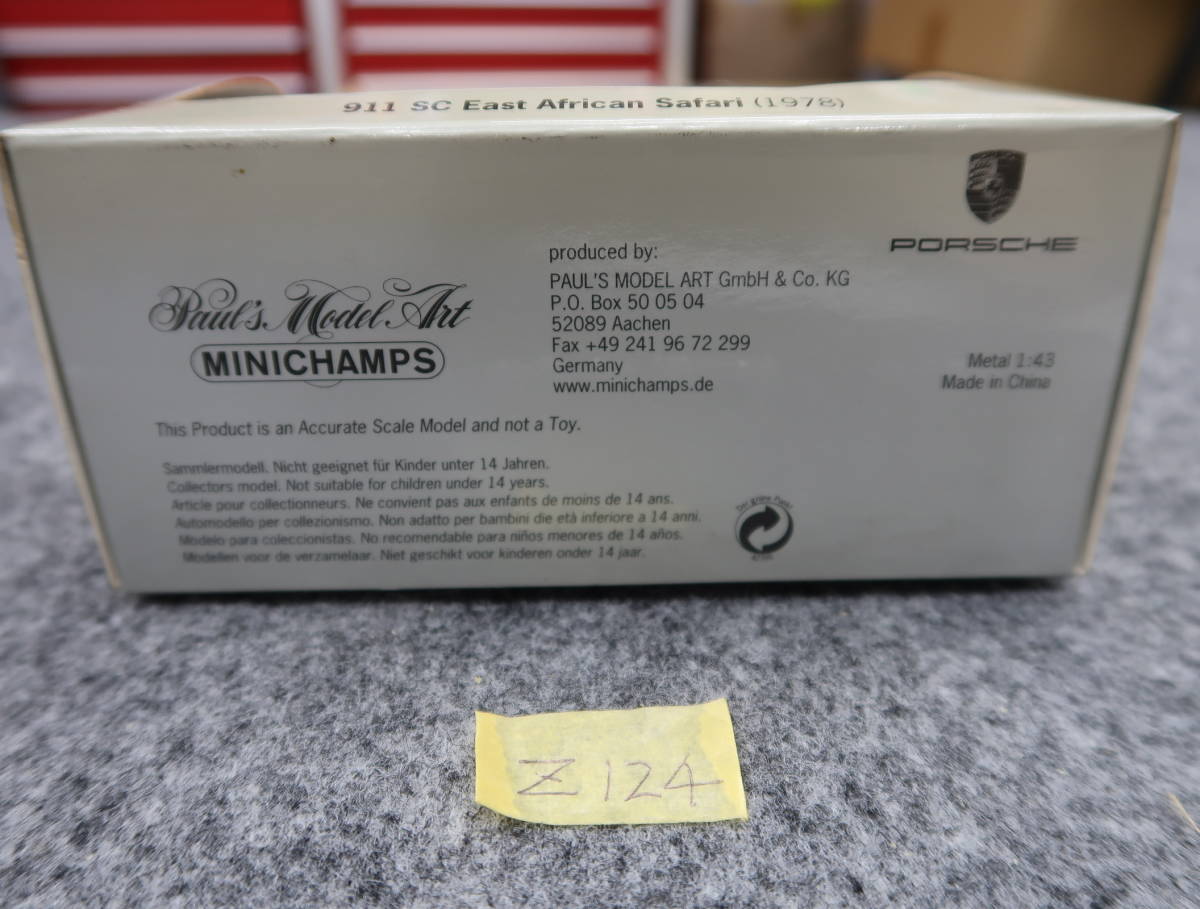 911 SC East African Safari (1978)
PORSCHE
produced by:
PAUL'S MODEL ART GmbH & Co. KG
P.O. Box 50 05 04
52089 Aachen
Fax +49 241 96 72 299
Germany
www.minichamps.de
Paul's Model Art
MINICHAMPS
Metal 1:43
Made in China
This Product is an Accurate Scale Model and not a Toy.
Sammlermodell. Nicht geeignet für Kinder unter 14 Jahren.
Collectors model. Not suitable for children under 14 years.
Article pour collectionneurs. Ne convient pas aux enfants de moins de 14 ans.
Automodello per collezionismo. Non adatto per bambini die età inferiore a 14 anni.
Modelo para coleccionistas. No recomendable para niños menores de 14 años.
Modellen voor de verzamelaar. Niet geschikt voor kinderen onder 14 jaar.
Der grüne Punkt
Z124